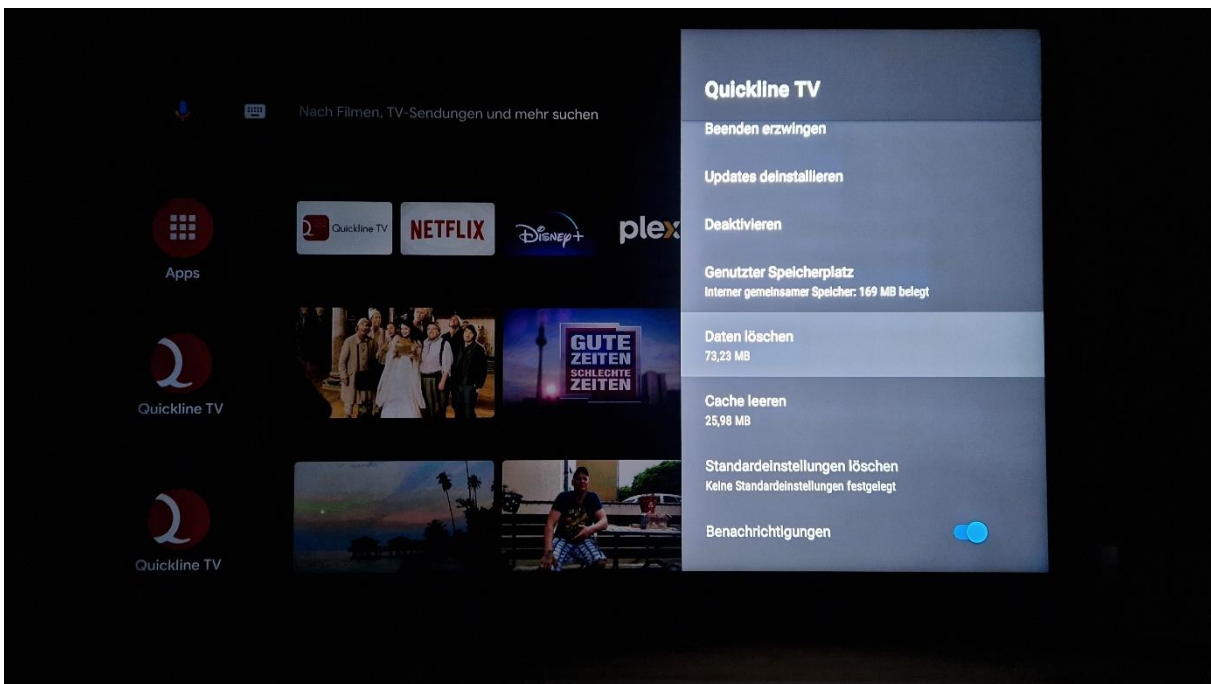 Nach Filmen, TV-Sendungen und mehr suchen
Apps
Quickline TV
Quickline TV
Quickline TV
NETFLIX
Disney+
plex
GUTE
ZEITEN
SCHLECHTE
ZEITEN
Quickline TV
Beenden erzwingen
Updates deinstallieren
Deaktivieren
Genutzter Speicherplatz
Interner gemeinsamer Speicher: 169 MB belegt
Daten löschen
73,23 MB
Cache leeren
25,98 MB
Standardeinstellungen löschen
Keine Standardeinstellungen festgelegt
Benachrichtigungen